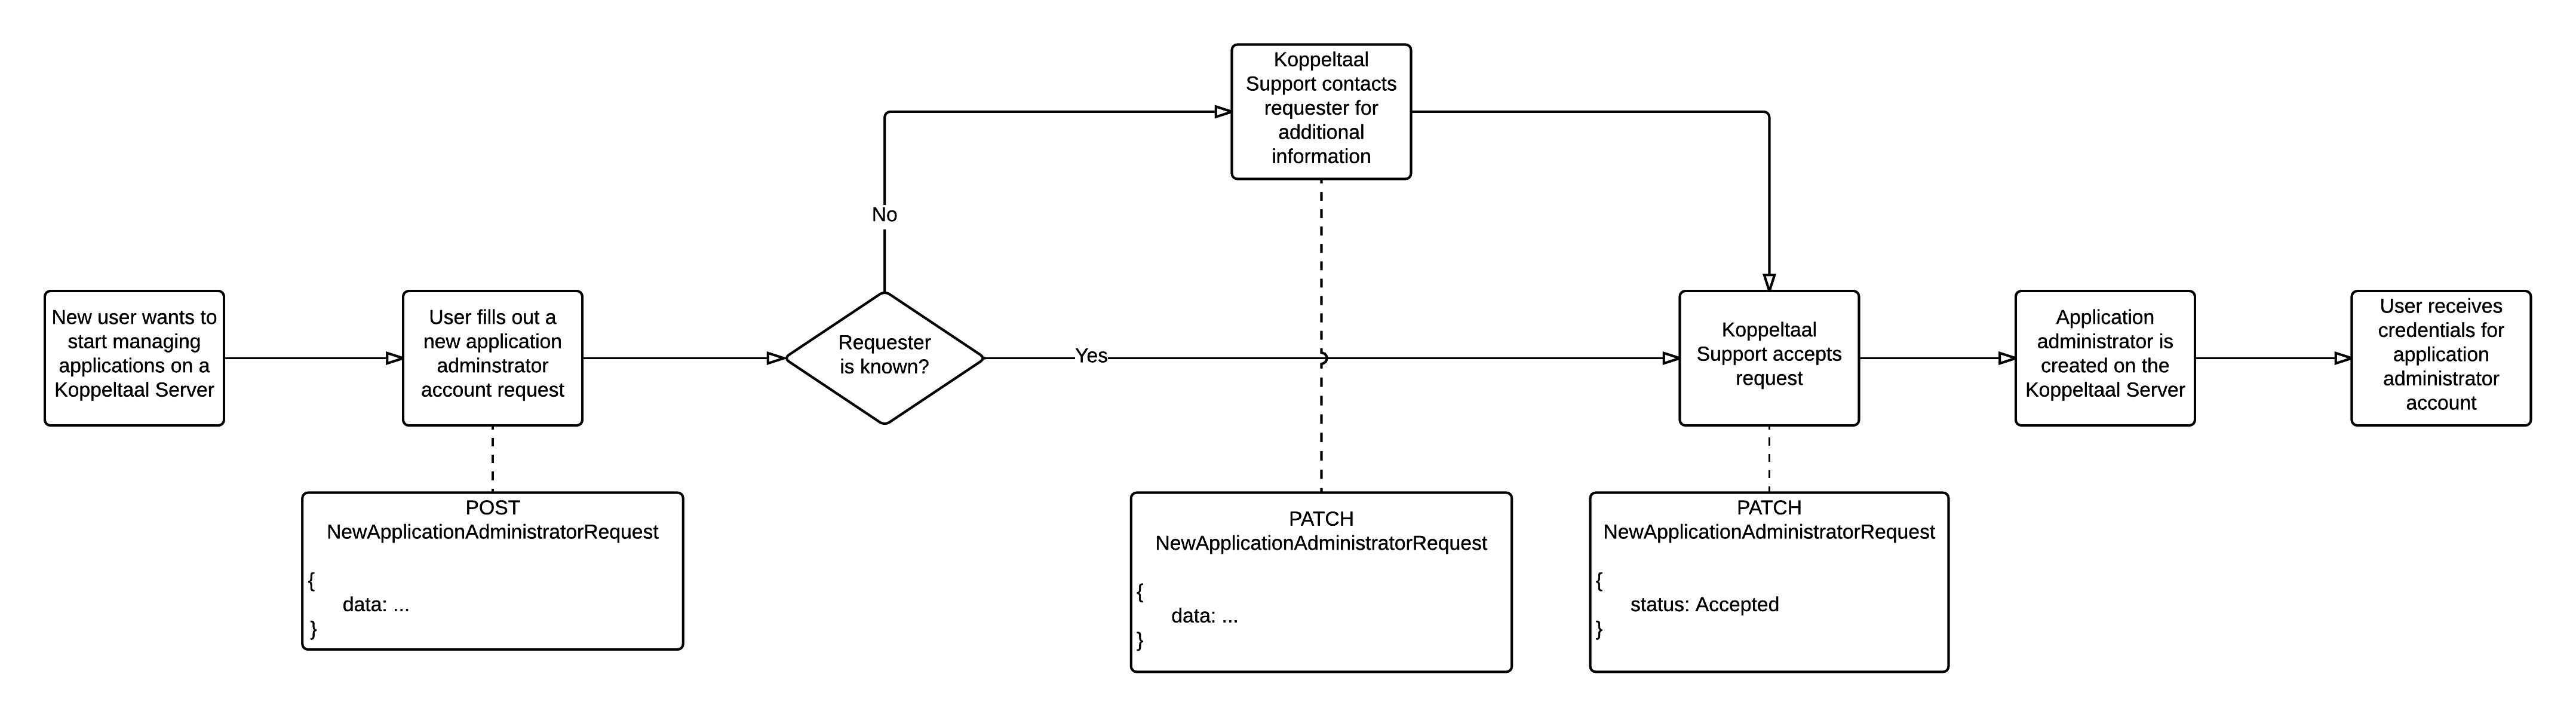 Koppeltaal
Support contacts
requester for
additional
information
No
New user wants to
start managing
applications on a
Koppeltaal Server
User fills out a
new application
adminstrator
account request
Requester
is known?
Yes
Koppeltaal
Support accepts
request
Application
administrator is
created on the
Koppeltaal Server
User receives
credentials for
application
administrator
account
POST
NewApplicationAdministratorRequest
{
data: ...
}
PATCH
NewApplicationAdministratorRequest
{
data: ...
}
PATCH
NewApplicationAdministratorRequest
{
status: Accepted
}